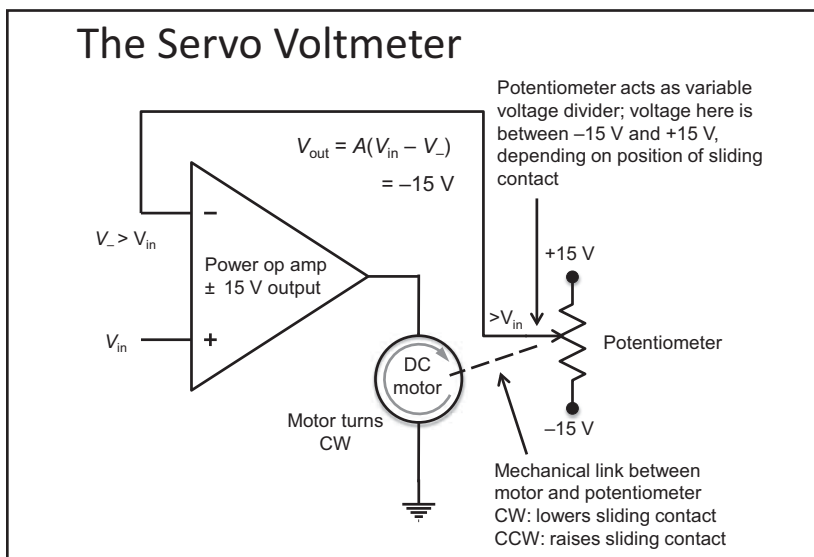 The Servo Voltmeter
Potentiometer acts as variable
voltage divider; voltage here is
between –15 V and +15 V,
depending on position of sliding
contact
Vout = A(Vin – V–)
= –15 V
–
V– > Vin
Power op amp
± 15 V output
Vin
+
+15 V
>Vin
Potentiometer
DC
motor
Motor turns
CW
–15 V
Mechanical link between
motor and potentiometer
CW: lowers sliding contact
CCW: raises sliding contact